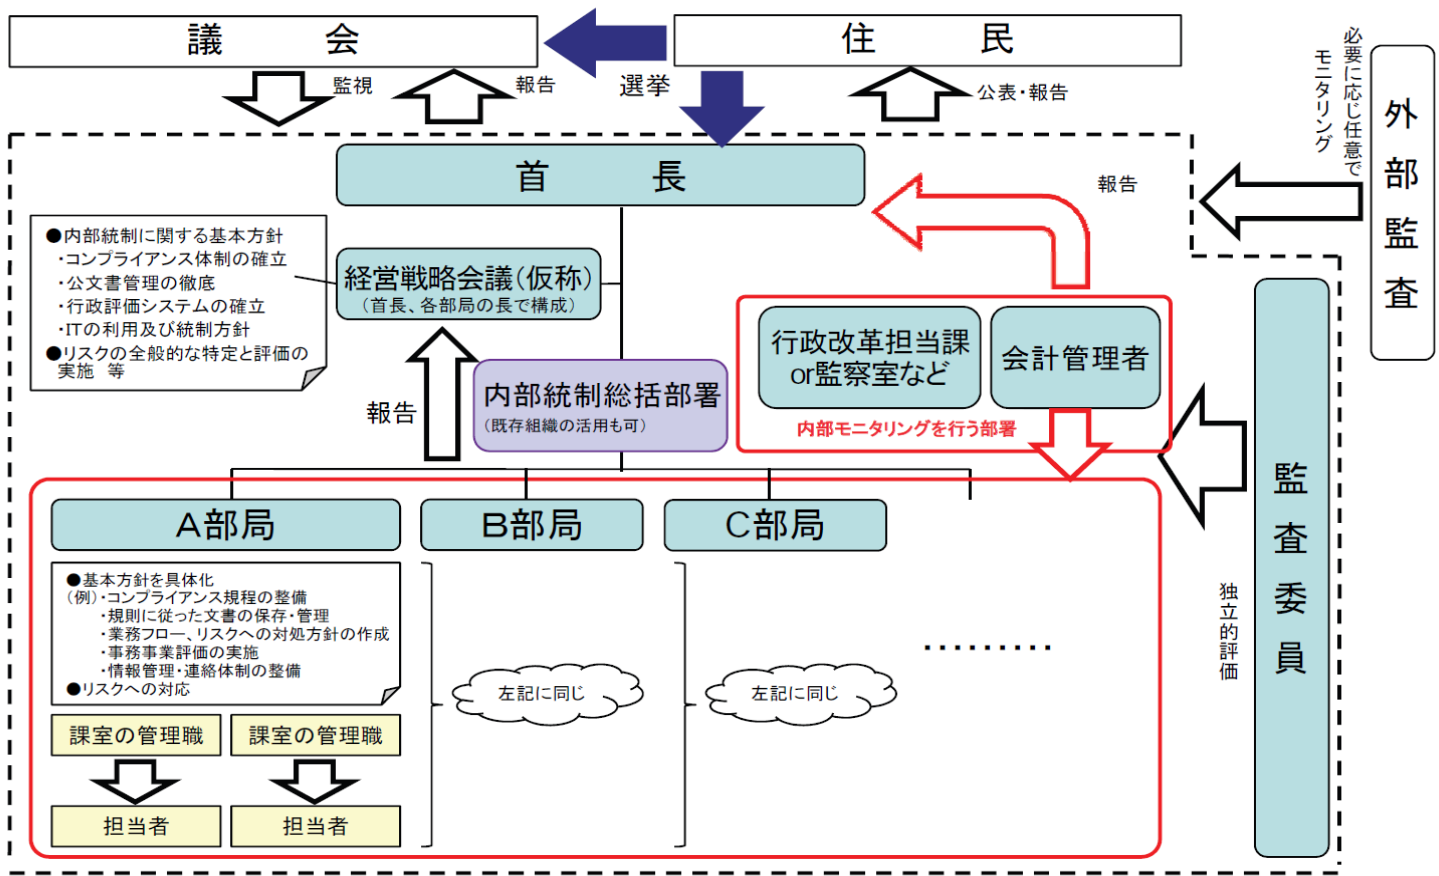 議会
住民
監視
報告
選挙
公表・報告
必要に応じ任意で
モニタリング
外部監査
首長
報告
●内部統制に関する基本方針
・コンプライアンス体制の確立
・公文書管理の徹底
・行政評価システムの確立
・ITの利用及び統制方針
●リスクの全般的な特定と評価の
実施 等
経営戦略会議(仮称)
(首長、各部局の長で構成)
報告
内部統制総括部署
(既存組織の活用も可)
行政改革担当課
or監察室など
会計管理者
内部モニタリングを行う部署
監査委員
独立的評価
A部局
B部局
C部局
●基本方針を具体化
(例)・コンプライアンス規程の整備
・規則に従った文書の保存・管理
・業務フロー、リスクへの対処方針の作成
・事務事業評価の実施
・情報管理・連絡体制の整備
●リスクへの対応
左記に同じ
左記に同じ
・・・・・・・・・
課室の管理職
課室の管理職
担当者
担当者